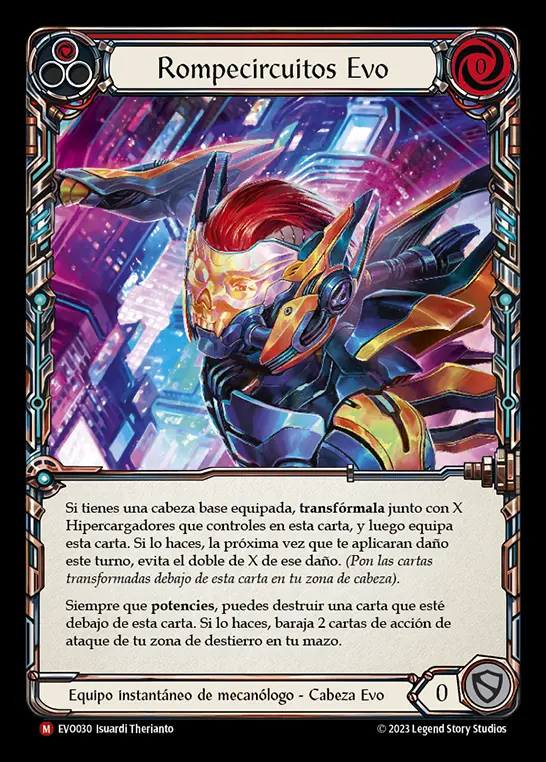 Rompecircuitos Evo
0
Si tienes una cabeza base equipada, transfórmala junto con X
Hipercargadores que controles en esta carta, y luego equipa
esta carta. Si lo haces, la próxima vez que te aplicaran daño
este turno, evita el doble de X de ese daño. (Pon las cartas
transformadas debajo de esta carta en tu zona de cabeza).
Siempre que potencies, puedes destruir una carta que esté
debajo de esta carta. Si lo haces, baraja 2 cartas de acción de
ataque de tu zona de destierro en tu mazo.
Equipo instantáneo de mecanólogo - Cabeza Evo
0
M EVO030 Isuardi Therianto
© 2023 Legend Story Studios